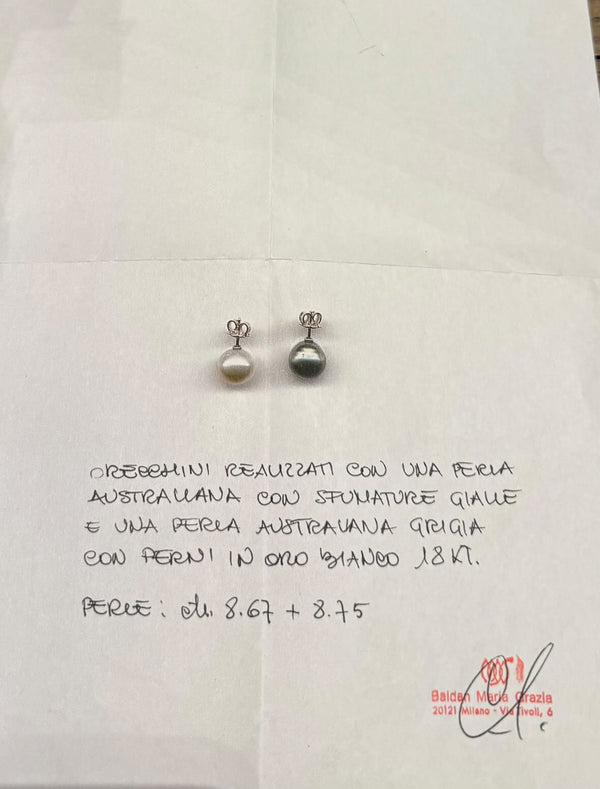 ORECCHINI REALIZZATI CON UNA PERLA
AUSTRALIANA CON SFUMATURE GIALLE
E UNA PERLA AUSTRALIANA GRIGIA
CON PERNI IN ORO BIANCO 18 KT.
PERLE: ct. 8.67 + 8.75
Baldan Maria Grazia
20121 Milano - Via Tivoli, 6